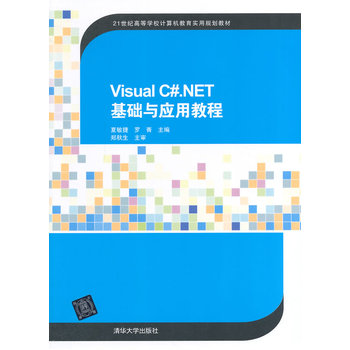 21世纪高等学校计算机教育实用规划教材
Visual C#.NET
基础与应用教程
夏敏捷 罗菁 主编
郑秋生 主审
清华大学出版社